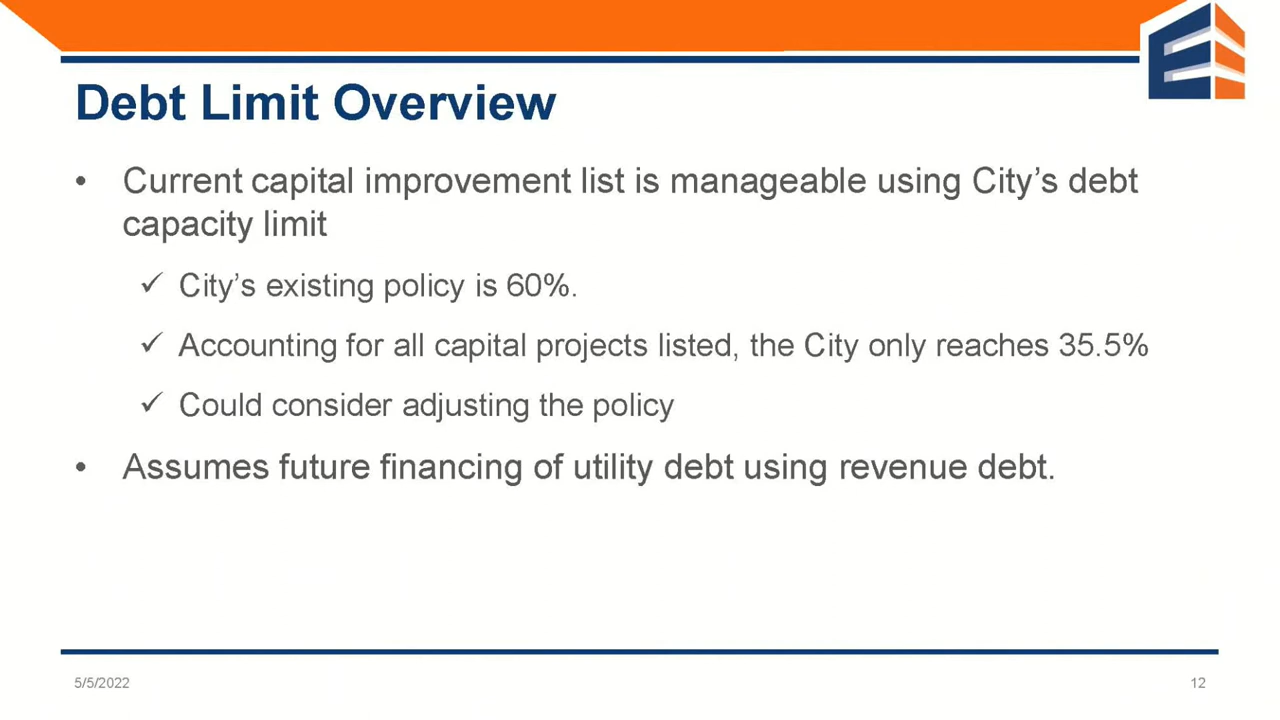 Debt Limit Overview
• Current capital improvement list is manageable using City's debt
capacity limit
✓ City's existing policy is 60%.
✓ Accounting for all capital projects listed, the City only reaches 35.5%
✓ Could consider adjusting the policy
• Assumes future financing of utility debt using revenue debt.
5/5/2022
12